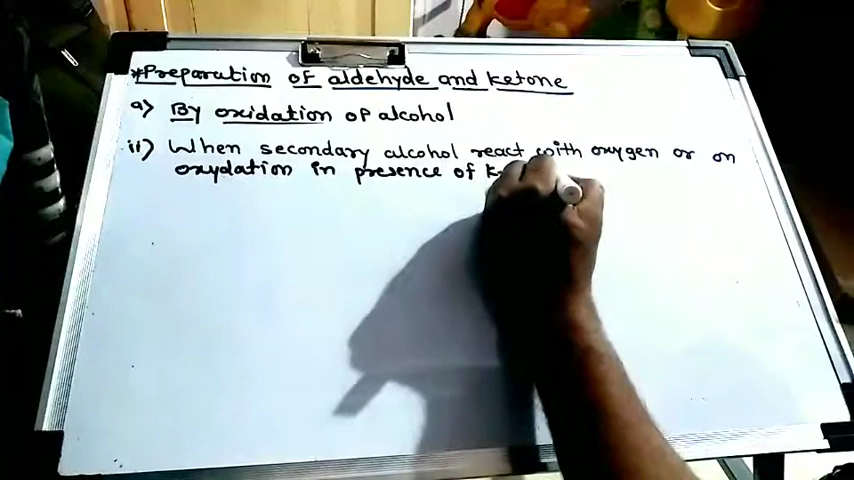 *Preparation of aldehyde and ketone
a) By oxidation of alcohol
ii) When secondary alcohol react with oxygen or on
oxydation in presence of K